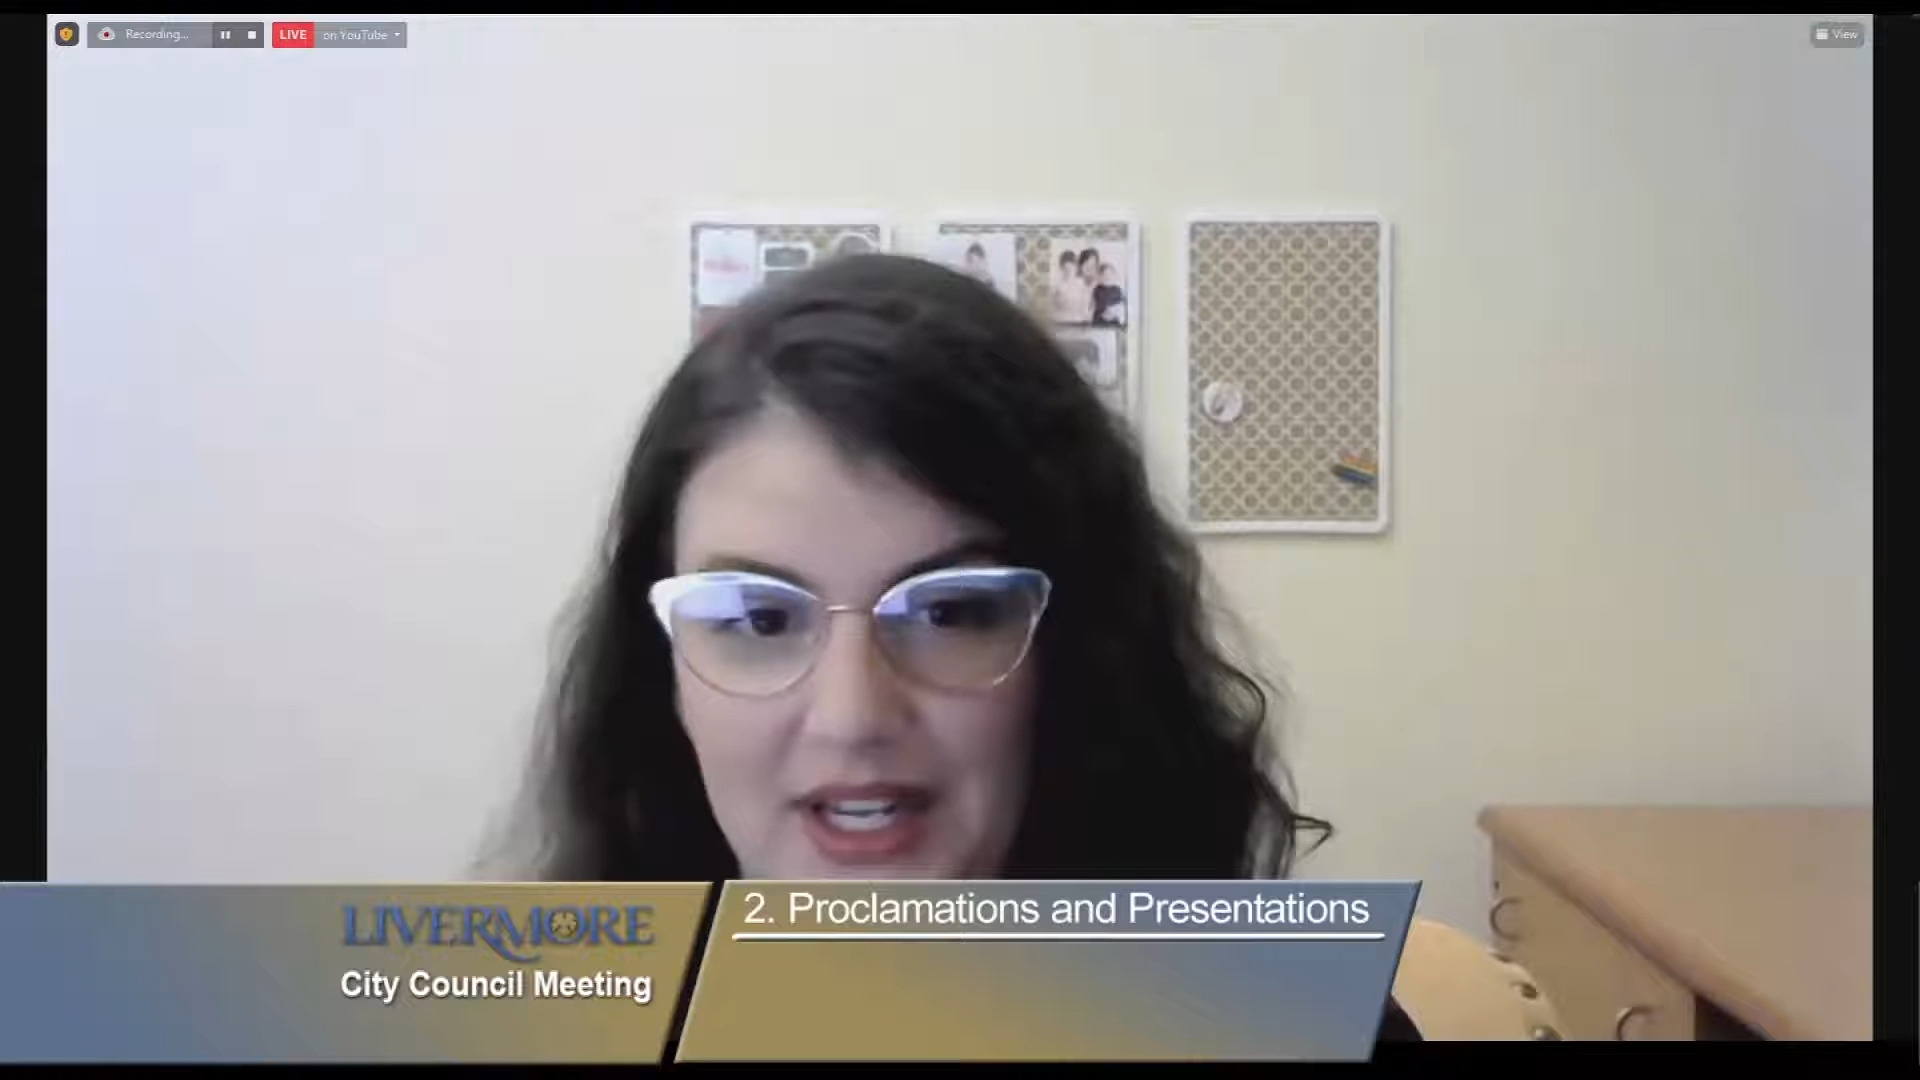 Recording...
LIVE on YouTube
View
LIVERMORE
City Council Meeting
2. Proclamations and Presentations